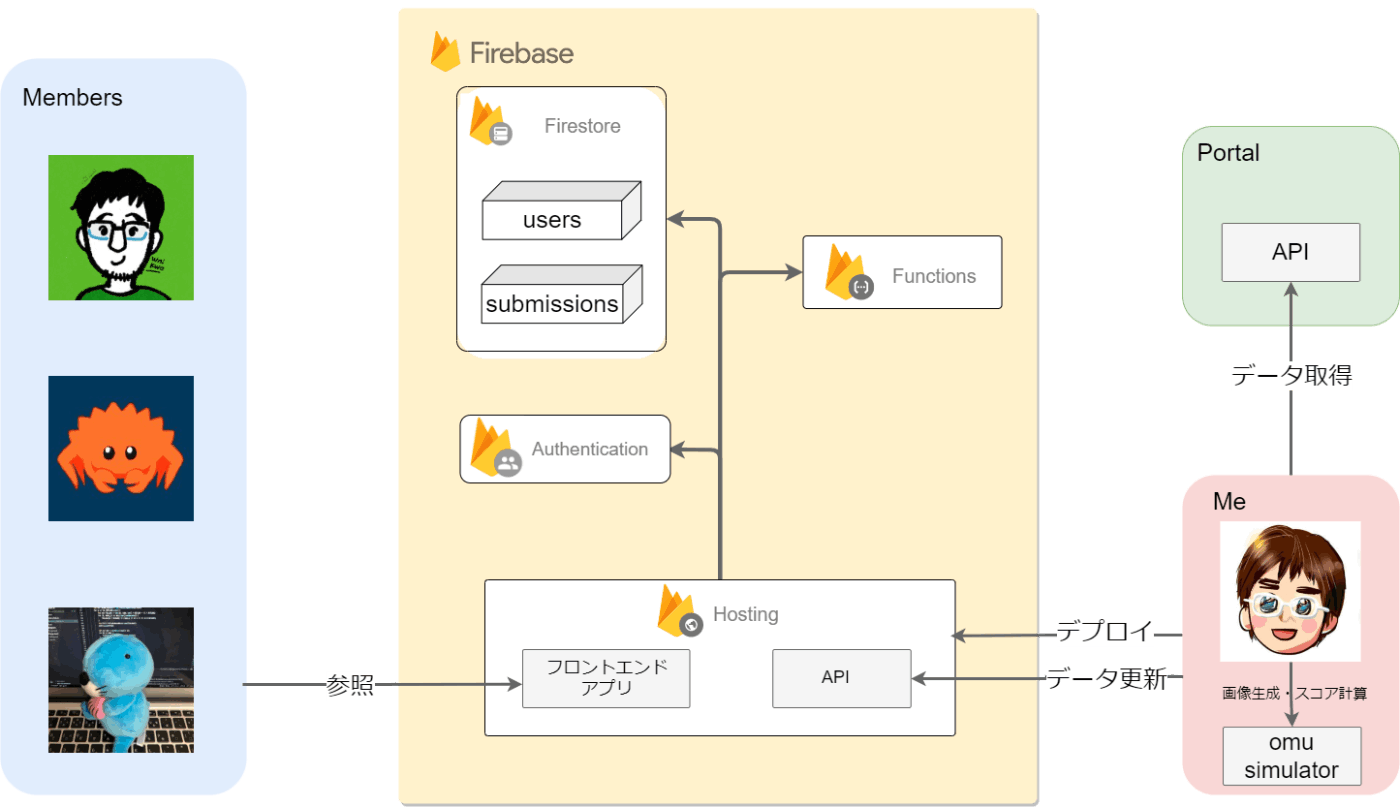 Members
Firebase
Firestore
users
submissions
Functions
Authentication
Hosting
フロントエンド
アプリ
API
参照
デプロイ
データ更新
Portal
API
データ取得
Me
画像生成・スコア計算
omu
simulator